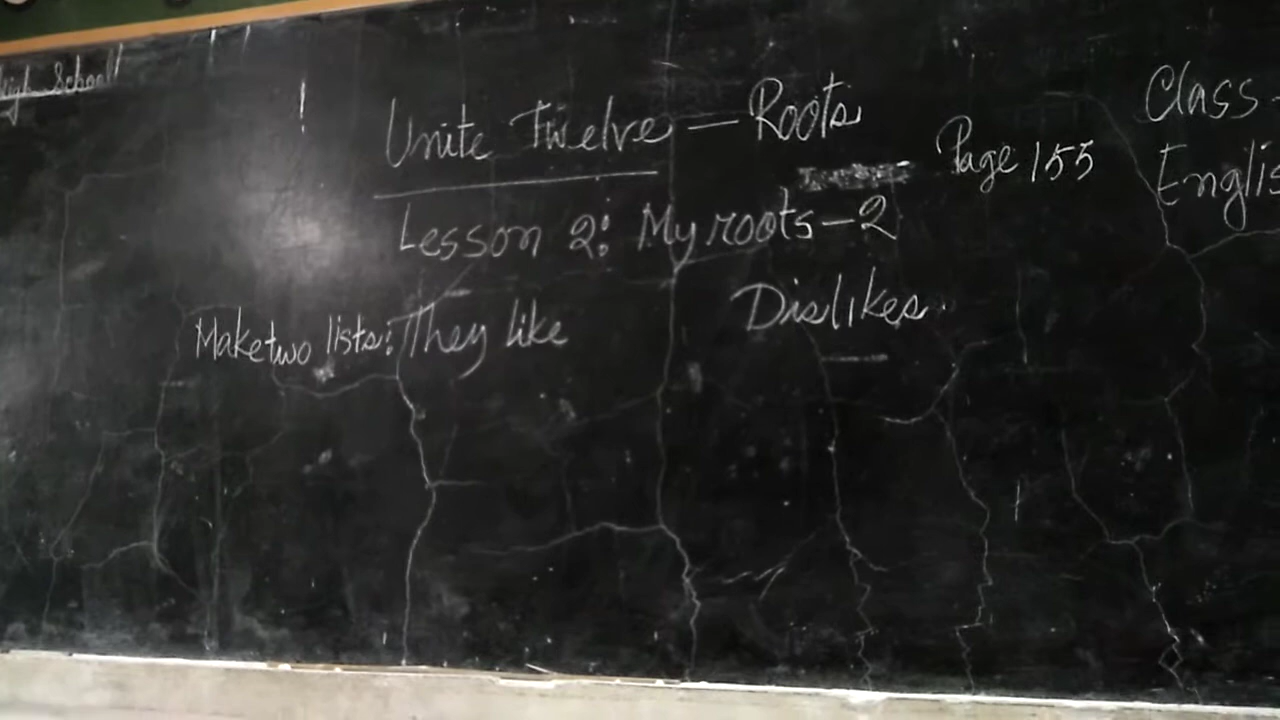 High School
Class -
Unite Twelve — Roots
Page 155
Lesson 2: My roots-2
Make two lists: They like
Dislikes